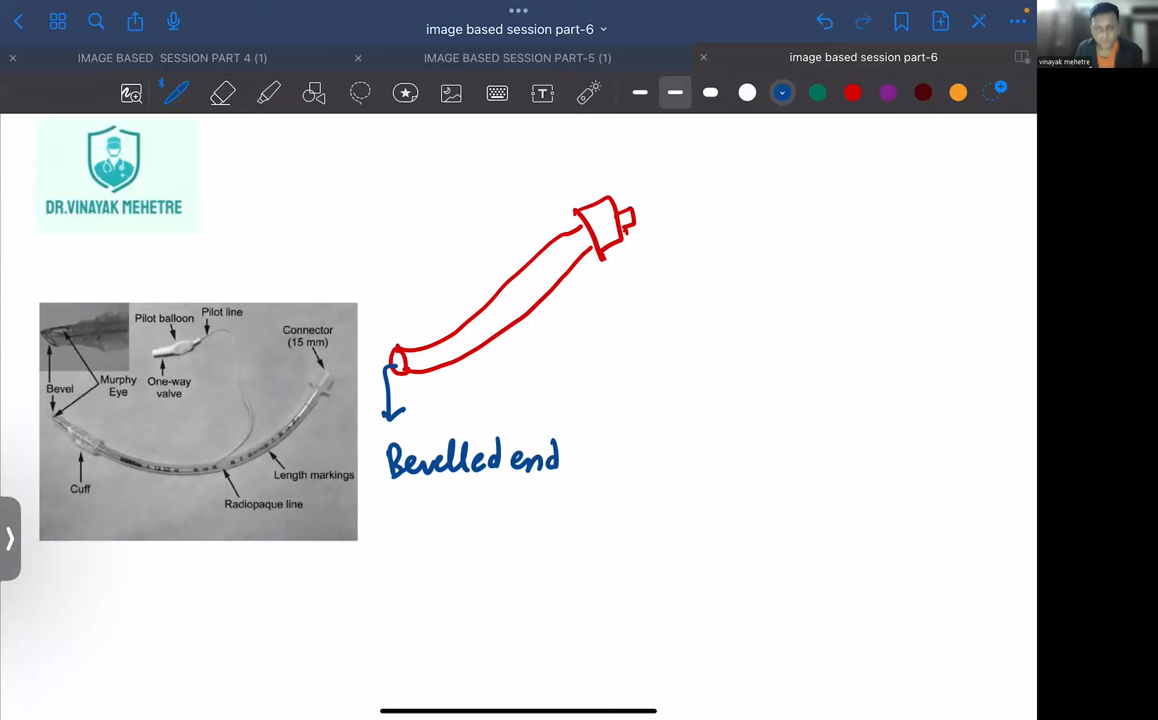 image based session part-6
IMAGE BASED SESSION PART 4 (1)
IMAGE BASED SESSION PART-5 (1)
image based session part-6
vinayak mehetre
DR.VINAYAK MEHETRE
Pilot balloon
Pilot line
Connector
(15 mm)
Bevel
Murphy
Eye
One-way
valve
Cuff
Length markings
Radiopaque line
Bevelled end